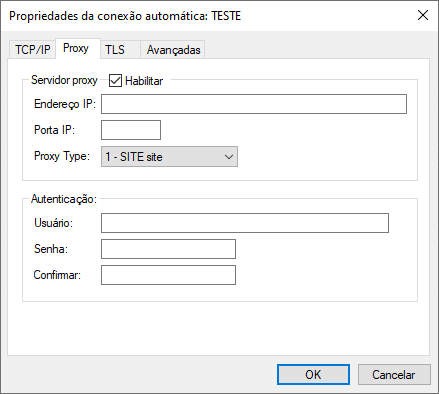 Propriedades da conexão automática: TESTE
TCP/IP Proxy TLS Avançadas
Servidor proxy Habilitar
Endereço IP:
Porta IP:
Proxy Type: 1 - SITE site
Autenticação:
Usuário:
Senha:
Confirmar:
OK Cancelar